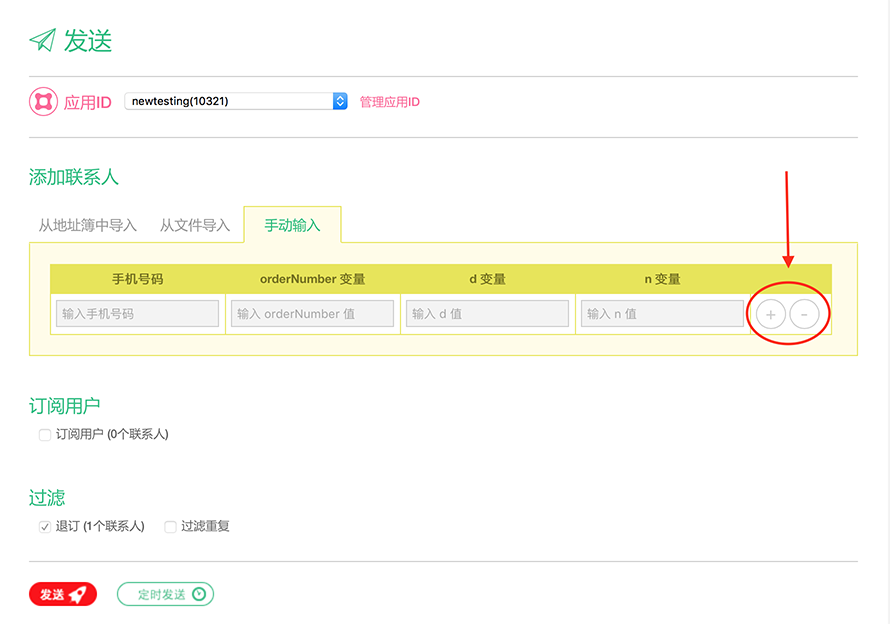 发送
应用ID newtesting(10321) 管理应用ID
添加联系人
从地址簿中导入 从文件导入 手动输入
手机号码 orderNumber 变量 d 变量 n 变量
输入手机号码 输入 orderNumber 值 输入 d 值 输入 n 值 + -
订阅用户
订阅用户 (0个联系人)
过滤
退订 (1个联系人) 过滤重复
发送 定时发送